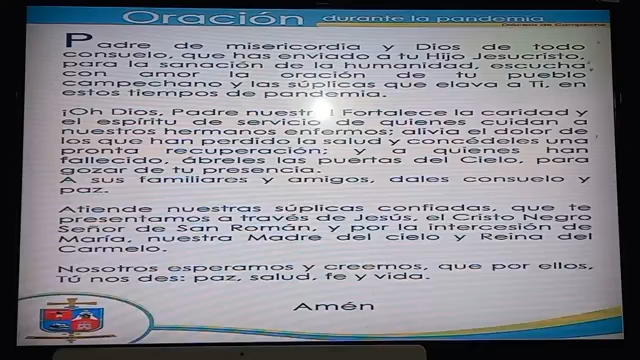 Oración durante la pandemia
Diócesis de Campeche
Padre de misericordia y Dios de todo
consuelo, que has enviado a tu Hijo Jesucristo,
para la sanación de la humanidad, escucha
con amor la oración de tu pueblo
campechano y las súplicas que eleva a Ti, en
estos tiempos de pandemia.
¡Oh Dios, Padre nuestro! Fortalece la caridad y
el espíritu de servicio de quienes cuidan a
nuestros hermanos enfermos; alivia el dolor de
los que han perdido la salud y concédeles una
pronta recuperación; y a quienes han
fallecido, ábreles las puertas del Cielo, para
gozar de tu presencia.
A sus familiares y amigos, dales consuelo y
paz.
Atiende nuestras súplicas confiadas, que te
presentamos a través de Jesús, el Cristo Negro
Señor de San Román, y por la intercesión de
María, nuestra Madre del cielo y Reina del
Carmelo.
Nosotros esperamos y creemos, que por ellos,
Tú nos des: paz, salud, fe y vida.
Amén